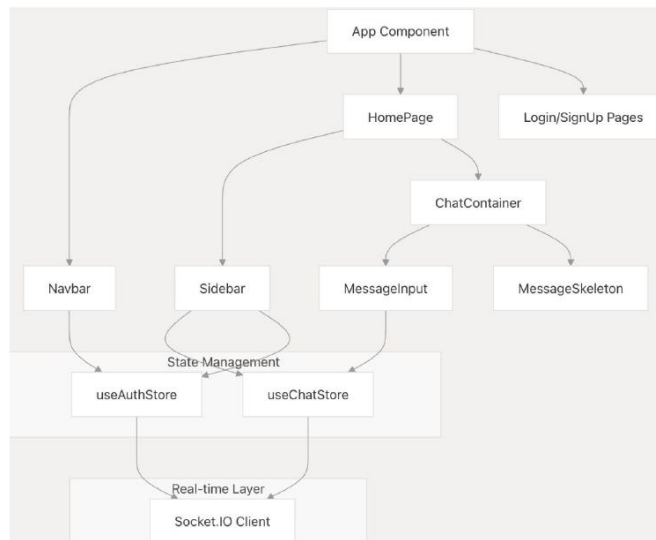 App Component
HomePage
Login/SignUp Pages
ChatContainer
Navbar
Sidebar
MessageInput
MessageSkeleton
State Management
useAuthStore
useChatStore
Real-time Layer
Socket.IO Client